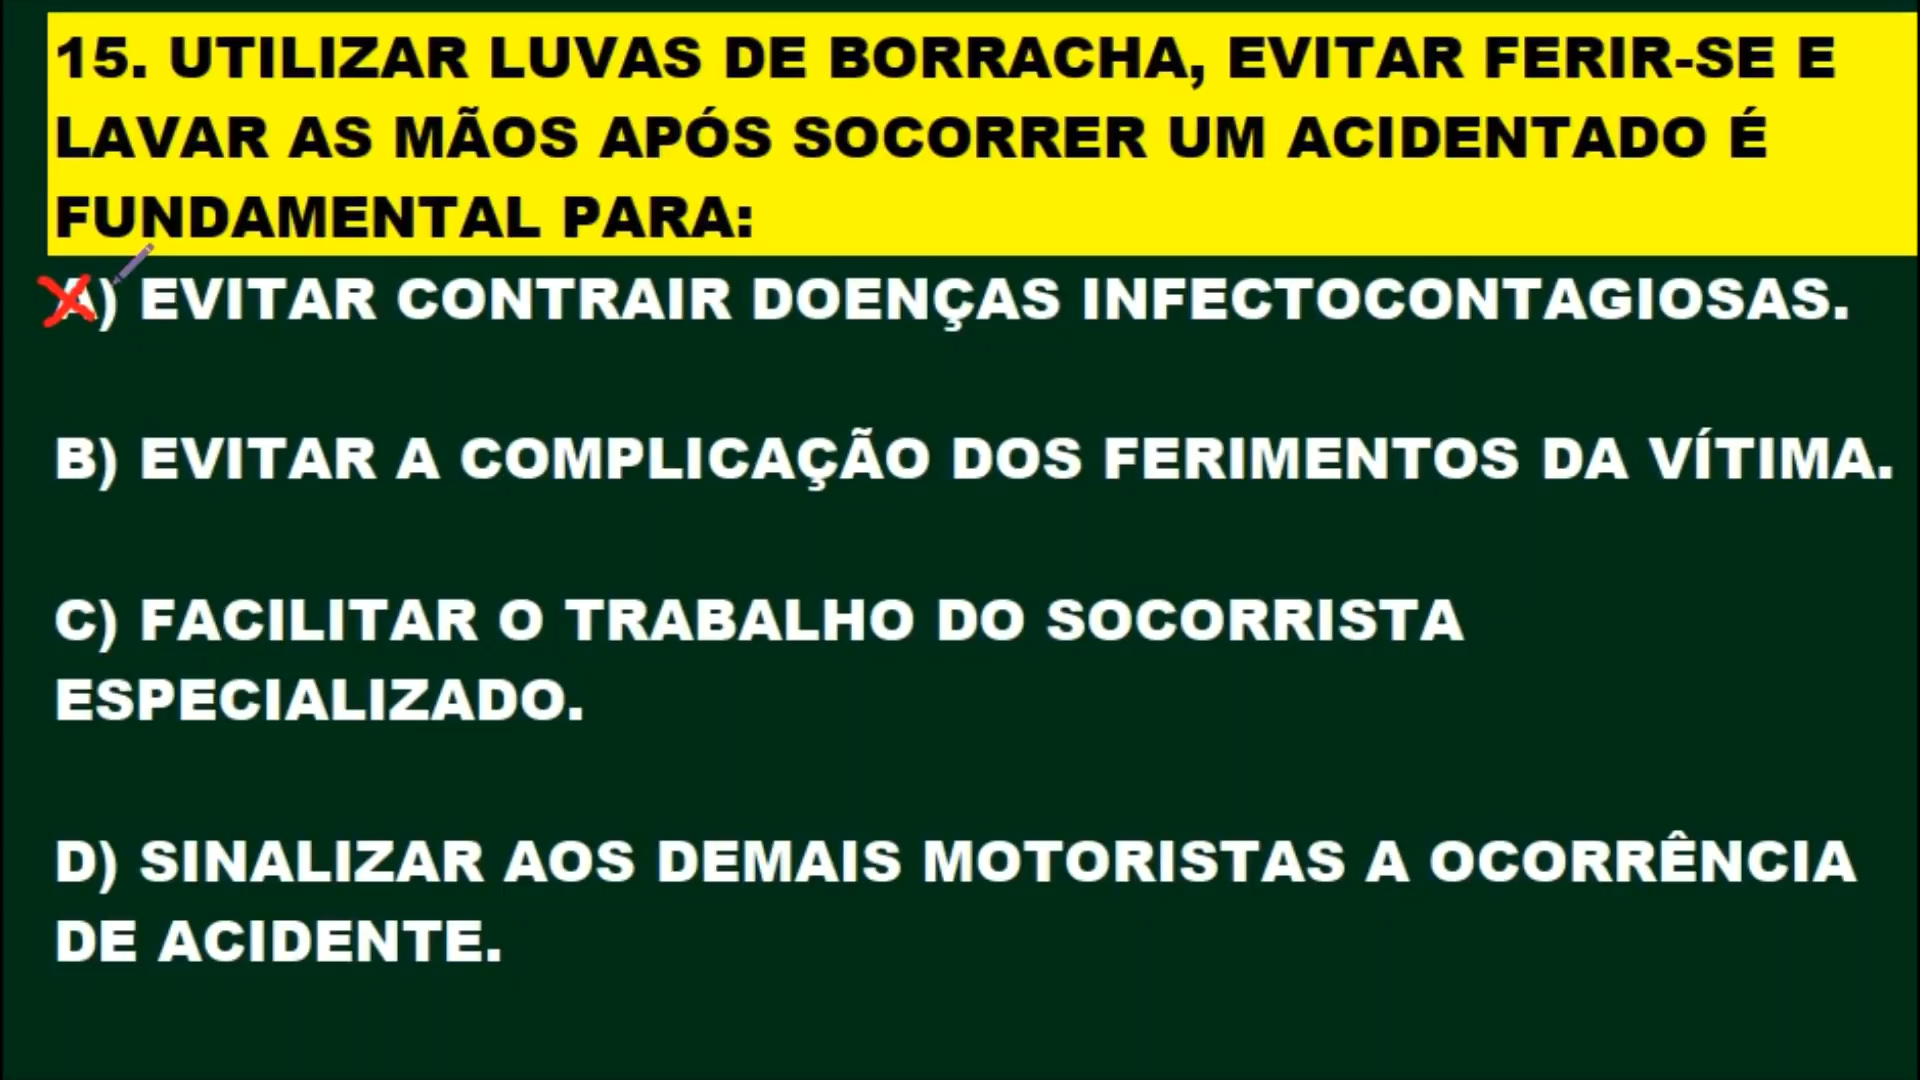 15. UTILIZAR LUVAS DE BORRACHA, EVITAR FERIR-SE E
LAVAR AS MÃOS APÓS SOCORRER UM ACIDENTADO É
FUNDAMENTAL PARA:
A) EVITAR CONTRAIR DOENÇAS INFECTOCONTAGIOSAS.
B) EVITAR A COMPLICAÇÃO DOS FERIMENTOS DA VÍTIMA.
C) FACILITAR O TRABALHO DO SOCORRISTA
ESPECIALIZADO.
D) SINALIZAR AOS DEMAIS MOTORISTAS A OCORRÊNCIA
DE ACIDENTE.